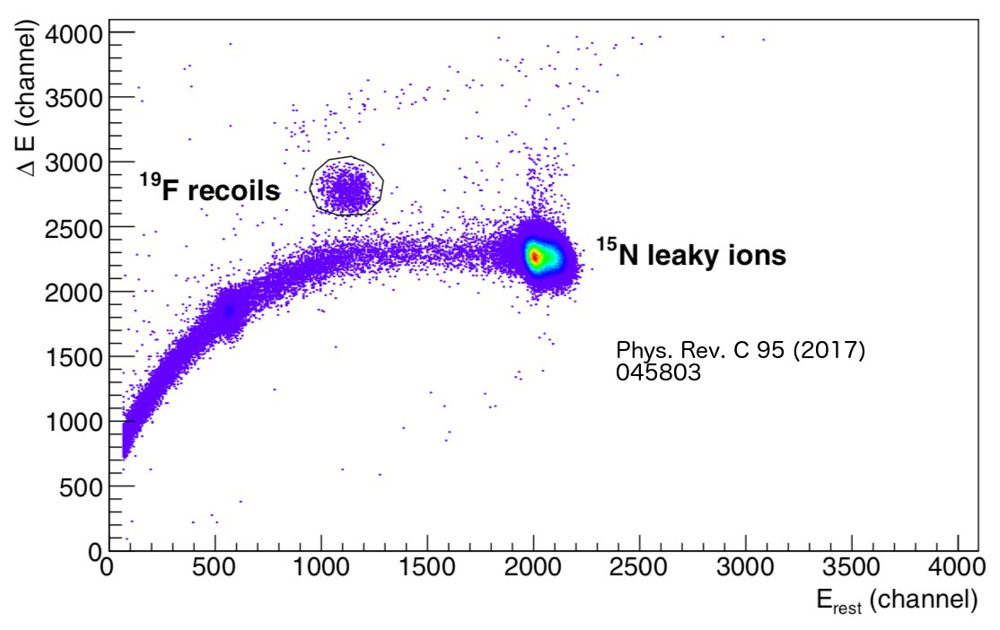 Δ E (channel)
4000
3500
3000
2500
2000
1500
1000
500
0
¹⁹F recoils
¹⁵N leaky ions
Phys. Rev. C 95 (2017)
045803
0 500 1000 1500 2000 2500 3000 3500 4000
E_rest (channel)